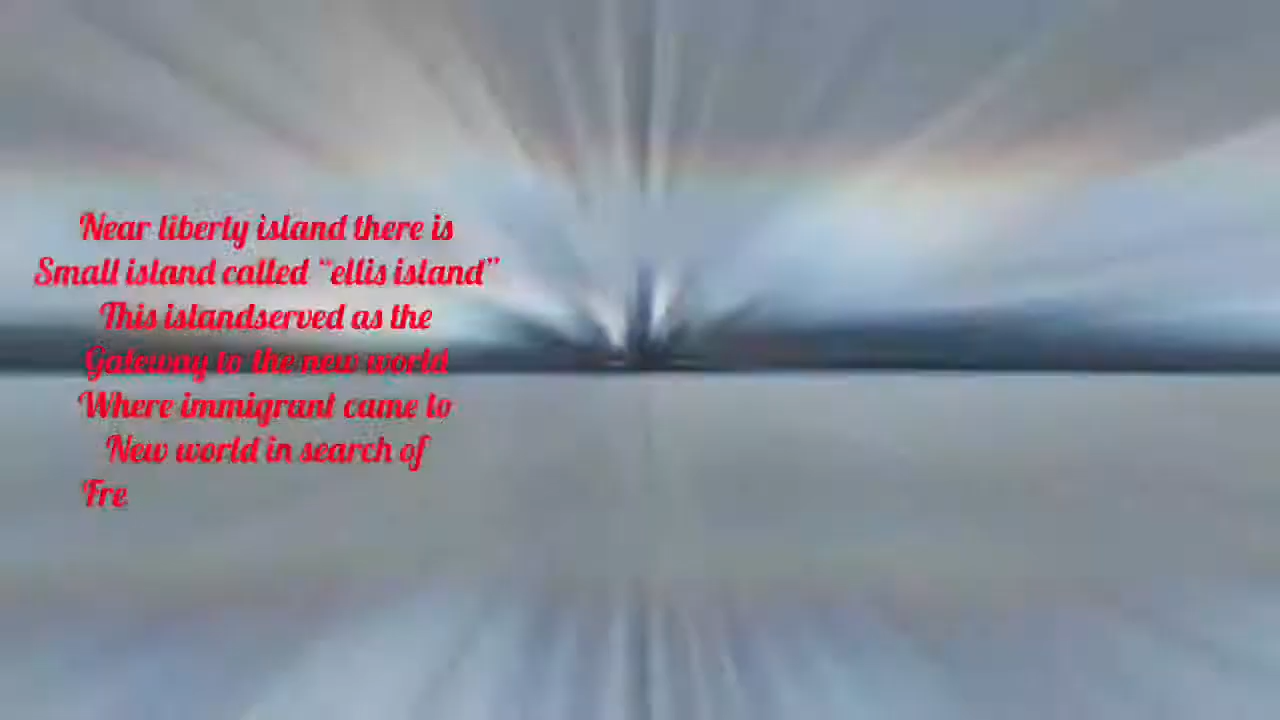 Near liberty island there is
Small island called “ellis island”
This islandserved as the
Gateway to the new world
Where immigrant came to
New world in search of
Fre